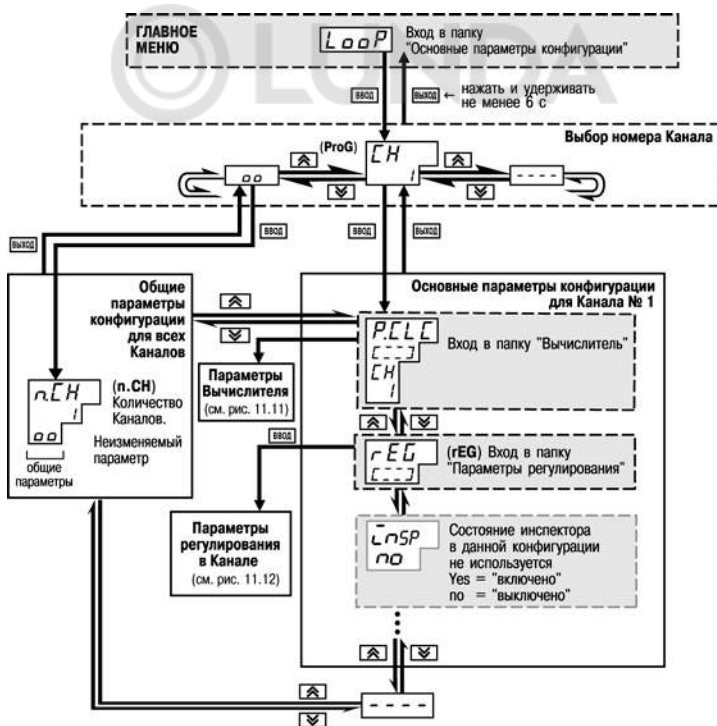 LUNDA
ГЛАВНОЕ
МЕНЮ
LooP
Вход в папку
"Основные параметры конфигурации"
ВВОД
ВЫХОД
← нажать и удерживать
не менее 6 с
Выбор номера Канала
(ProG)
CH
1
oo
- - - -
ВЫХОД
ВВОД
ВВОД
ВЫХОД
Общие
параметры
конфигурации
для всех
Каналов
n.CH
1
oo
(n.CH)
Количество
Каналов.
Неизменяемый
параметр
общие
параметры
Основные параметры конфигурации
для Канала № 1
P.CLC
[---]
CH
1
Вход в папку "Вычислитель"
Параметры
Вычислителя
(см. рис. 11.11)
ВВОД
rEG
[---]
(rEG) Вход в папку
"Параметры регулирования"
Параметры
регулирования
в Канале
(см. рис. 11.12)
inSP
no
Состояние инспектора
в данной конфигурации
не используется
Yes = "включено"
no = "выключено"
- - - -